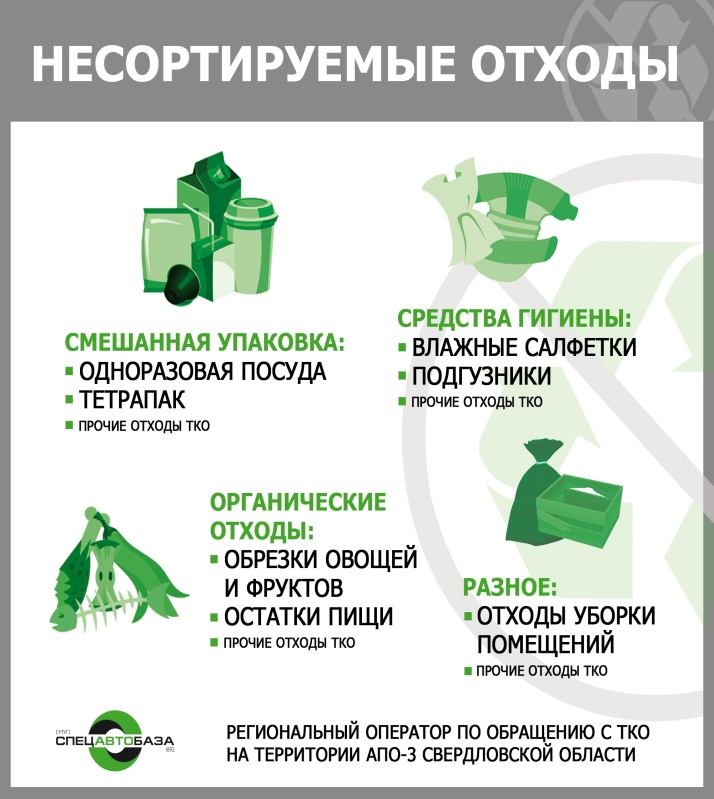 НЕСОРТИРУЕМЫЕ ОТХОДЫ
СМЕШАННАЯ УПАКОВКА:
ОДНОРАЗОВАЯ ПОСУДА
ТЕТРАПАК
ПРОЧИЕ ОТХОДЫ ТКО
СРЕДСТВА ГИГИЕНЫ:
ВЛАЖНЫЕ САЛФЕТКИ
ПОДГУЗНИКИ
ПРОЧИЕ ОТХОДЫ ТКО
ОРГАНИЧЕСКИЕ
ОТХОДЫ:
ОБРЕЗКИ ОВОЩЕЙ
И ФРУКТОВ
ОСТАТКИ ПИЩИ
ПРОЧИЕ ОТХОДЫ ТКО
РАЗНОЕ:
ОТХОДЫ УБОРКИ
ПОМЕЩЕНИЙ
ПРОЧИЕ ОТХОДЫ ТКО
ЕМУП
СПЕЦАВТОБАЗА
РЕГИОНАЛЬНЫЙ ОПЕРАТОР ПО ОБРАЩЕНИЮ С ТКО
НА ТЕРРИТОРИИ АПО-3 СВЕРДЛОВСКОЙ ОБЛАСТИ